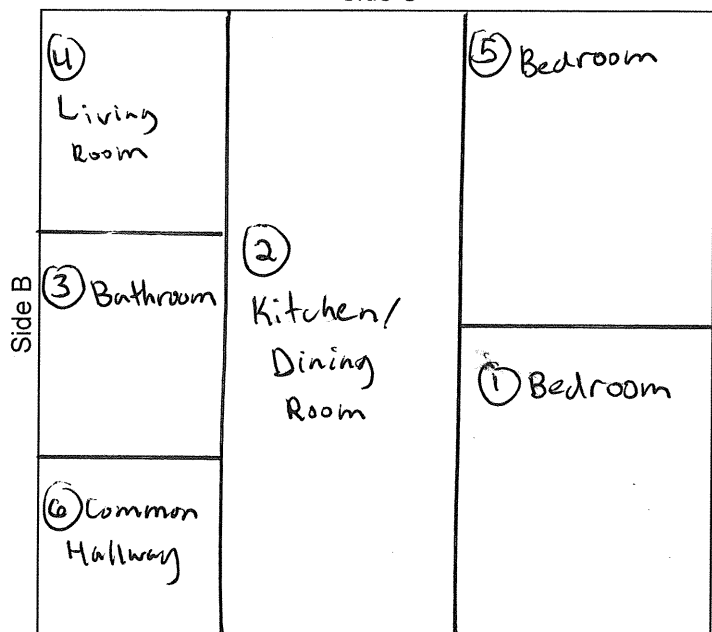 4
Living
Room
5 Bedroom
Side B
3 Bathroom
2
Kitchen/
Dining
Room
1 Bedroom
6 Common
Hallway